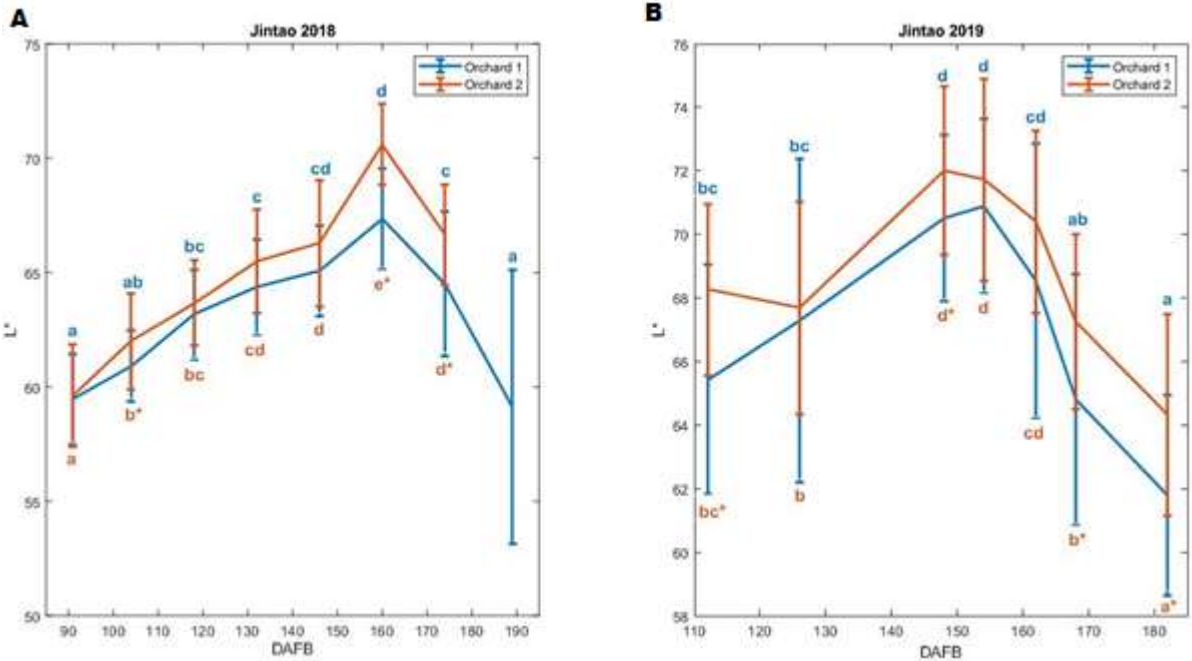 A
Jintao 2018
75
70
65
60
55
50
L*
90 100 110 120 130 140 150 160 170 180 190
DAFB
Orchard 1
Orchard 2
a
ab
bc
c
cd
d
c
a
a
b*
bc
cd
d
e*
d*
B
Jintao 2019
76
74
72
70
68
66
64
62
60
58
L*
110 120 130 140 150 160 170 180
DAFB
Orchard 1
Orchard 2
bc
bc
d
d
cd
ab
a
bc*
b
d*
d
cd
b*
a*